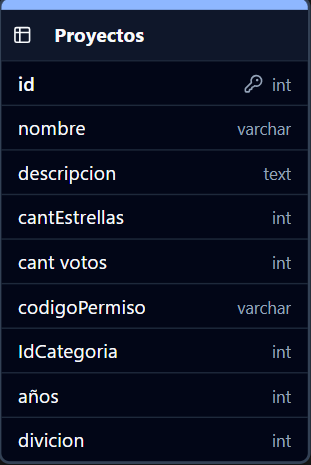 Proyectos
id int
nombre varchar
descripcion text
cantEstrellas int
cant votos int
codigoPermiso varchar
IdCategoria int
años int
divicion int